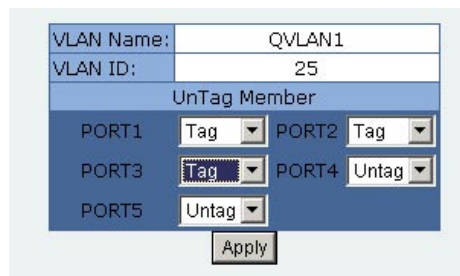 VLAN Name: QVLAN1
VLAN ID: 25
UnTag Member
PORT1 Tag PORT2 Tag
PORT3 Tag PORT4 Untag
PORT5 Untag
Apply